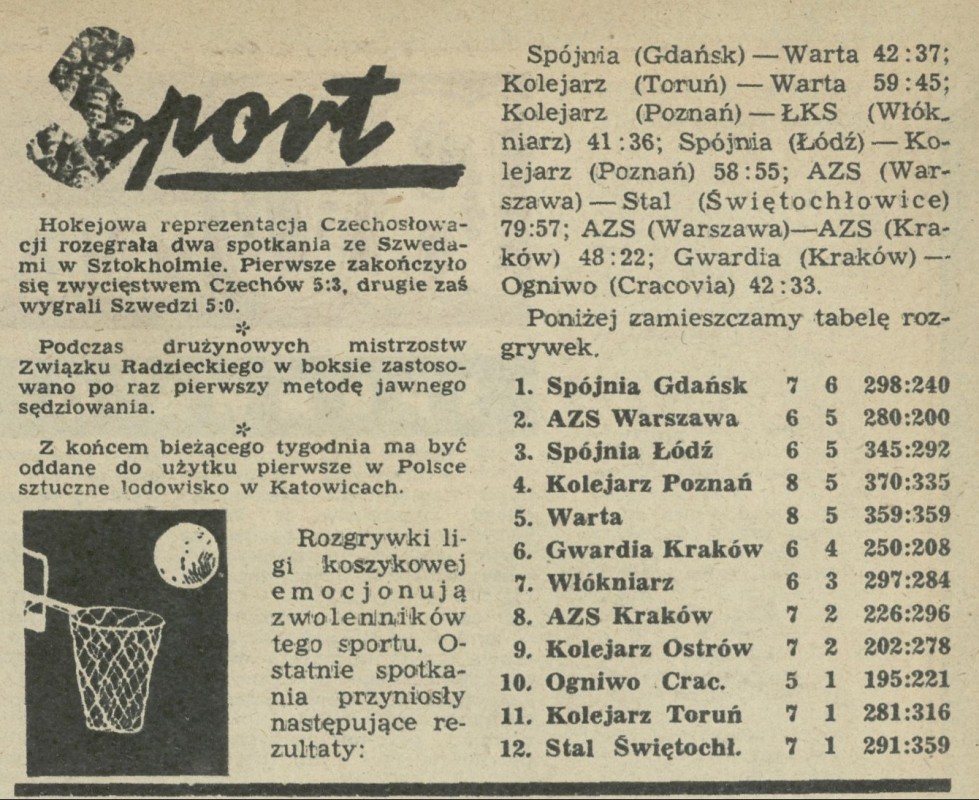 Sport
Hokejowa reprezentacja Czechosłowa-
cji rozegrała dwa spotkania ze Szweda-
mi w Sztokholmie. Pierwsze zakończyło
się zwycięstwem Czechów 5:3, drugie zaś
wygrali Szwedzi 5:0.
*
Podczas drużynowych mistrzostw
Związku Radzieckiego w boksie zastoso-
wano po raz pierwszy metodę jawnego
sędziowania.
*
Z końcem bieżącego tygodnia ma być
oddane do użytku pierwsze w Polsce
sztuczne lodowisko w Katowicach.
Rozgrywki li-
gi koszykowej
emocjonują
zwolenników
tego sportu. O-
statnie spotka-
nia przyniosły
następujące re-
zultaty:
Spójnia (Gdańsk) — Warta 42:37;
Kolejarz (Toruń) — Warta 59:45;
Kolejarz (Poznań) — ŁKS (Włók-
niarz) 41:36; Spójnia (Łódź) — Ko-
lejarz (Poznań) 58:55; AZS (War-
szawa) — Stal (Świętochłowice)
79:57; AZS (Warszawa)—AZS (Kra-
ków) 48:22; Gwardia (Kraków) —
Ogniwo (Cracovia) 42:33.
Poniżej zamieszczamy tabelę roz-
grywek.
1. Spójnia Gdańsk 7 6 298:240
2. AZS Warszawa 6 5 280:200
3. Spójnia Łódź 6 5 345:292
4. Kolejarz Poznań 8 5 370:335
5. Warta 8 5 359:359
6. Gwardia Kraków 6 4 250:208
7. Włókniarz 6 3 297:284
8. AZS Kraków 7 2 226:296
9. Kolejarz Ostrów 7 2 202:278
10. Ogniwo Crac. 5 1 195:221
11. Kolejarz Toruń 7 1 281:316
12. Stal Świętochł. 7 1 291:359